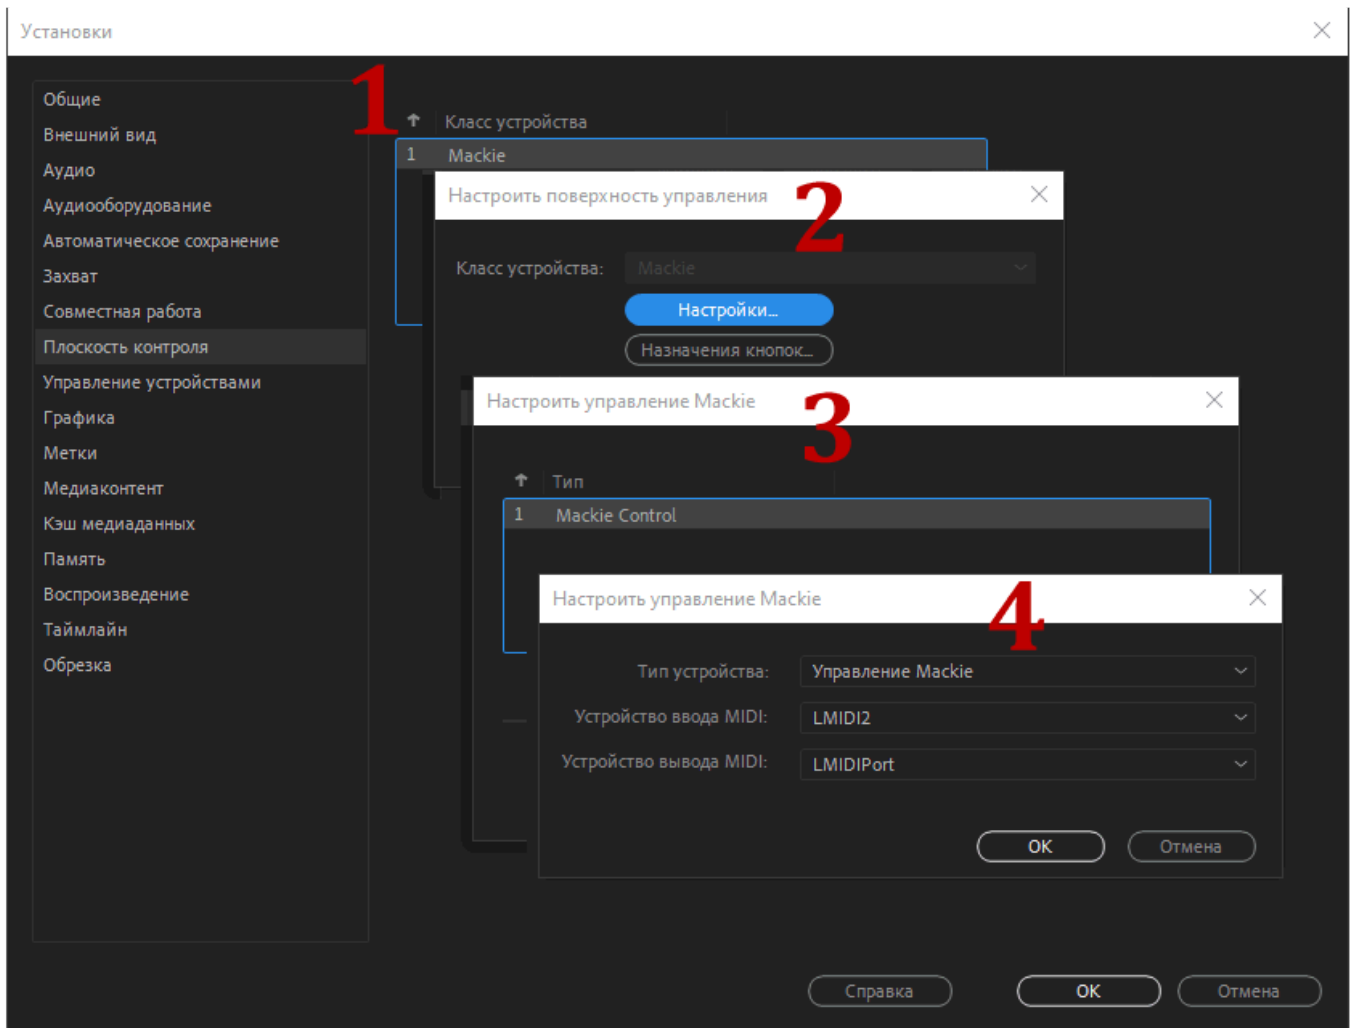 Установки
Общие
Внешний вид
Аудио
Аудиооборудование
Автоматическое сохранение
Захват
Совместная работа
Плоскость контроля
Управление устройствами
Графика
Метки
Медиаконтент
Кэш медиаданных
Память
Воспроизведение
Таймлайн
Обрезка
1
Класс устройства
1 Mackie
Настроить поверхность управления
2
Класс устройства: Mackie
Настройки...
Назначения кнопок...
Настроить управление Mackie
3
Тип
1 Mackie Control
Настроить управление Mackie
4
Тип устройства: Управление Mackie
Устройство ввода MIDI: LMIDI2
Устройство вывода MIDI: LMIDIPort
ОК Отмена
Справка ОК Отмена